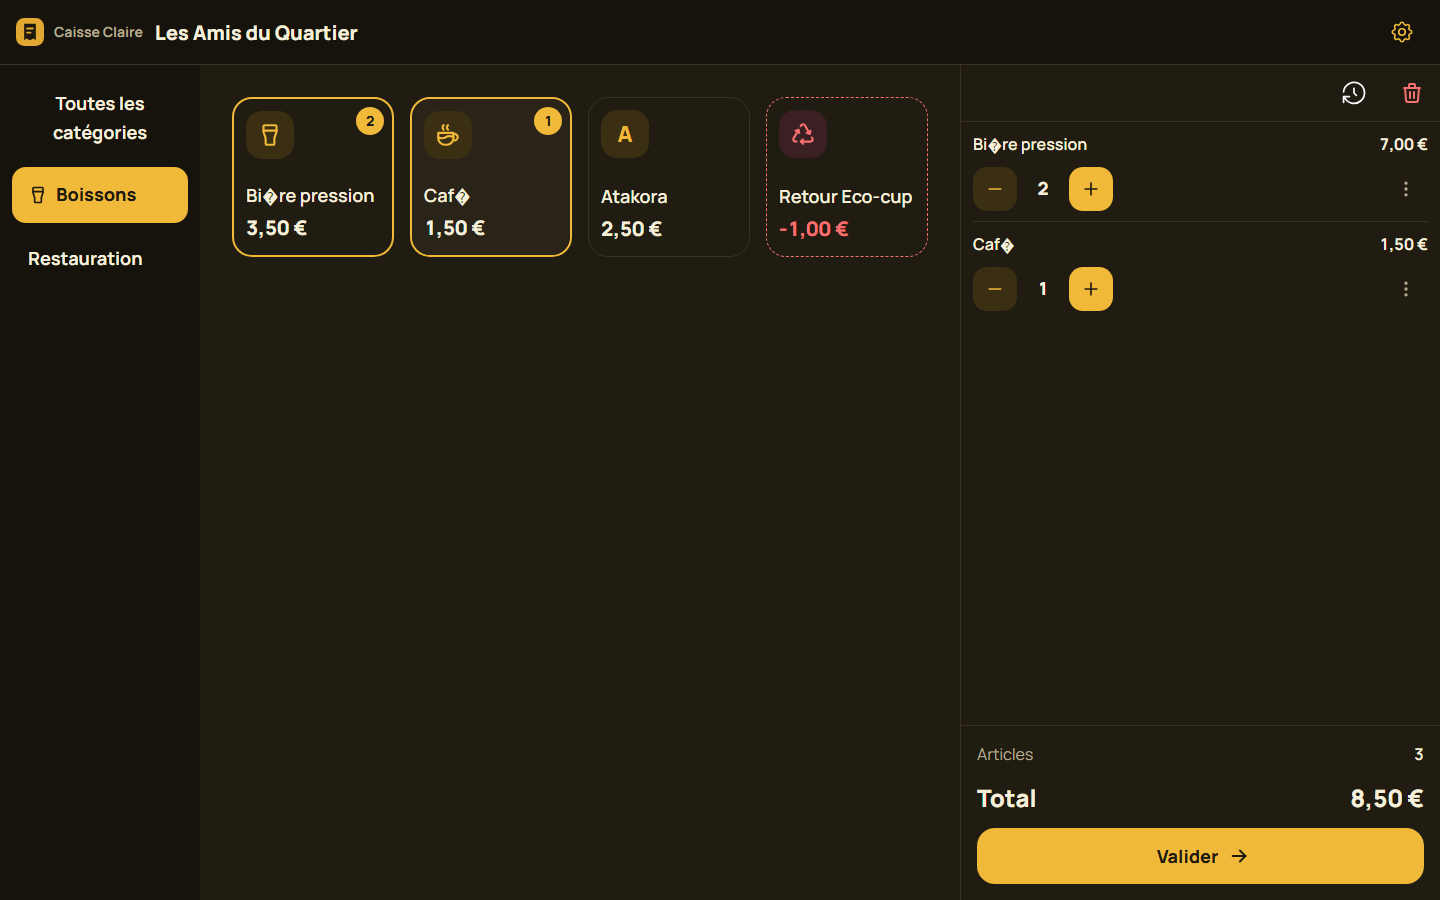 Caisse Claire Les Amis du Quartier
Toutes les
catégories
Boissons
Restauration
2
Bi�re pression
3,50 €
1
Caf�
1,50 €
A
Atakora
2,50 €
Retour Eco-cup
-1,00 €
Bi�re pression 7,00 €
2
Caf� 1,50 €
1
Articles 3
Total 8,50 €
Valider →